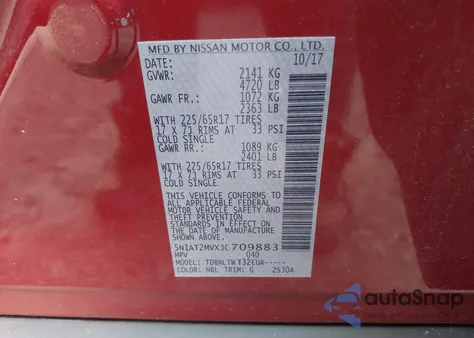 MFD BY NISSAN MOTOR CO., LTD.
DATE: 10/17
GVWR: 2141 KG
4720 LB
GAWR FR.: 1072 KG
2363 LB
WITH 225/65R17 TIRES
17 X 7J RIMS AT 33 PSI
COLD SINGLE
GAWR RR.: 1089 KG
2401 LB
WITH 225/65R17 TIRES
17 X 7J RIMS AT 33 PSI
COLD SINGLE
THIS VEHICLE CONFORMS TO
ALL APPLICABLE FEDERAL
MOTOR VEHICLE SAFETY AND
THEFT PREVENTION
STANDARDS IN EFFECT ON
THE DATE OF MANUFACTURE
SHOWN ABOVE.
5N1AT2MVXJC709883
MPV 040
MODEL: TDBNLTW T32EUA-----
COLOR: NBL TRIM: G 2S30A
autoSnap